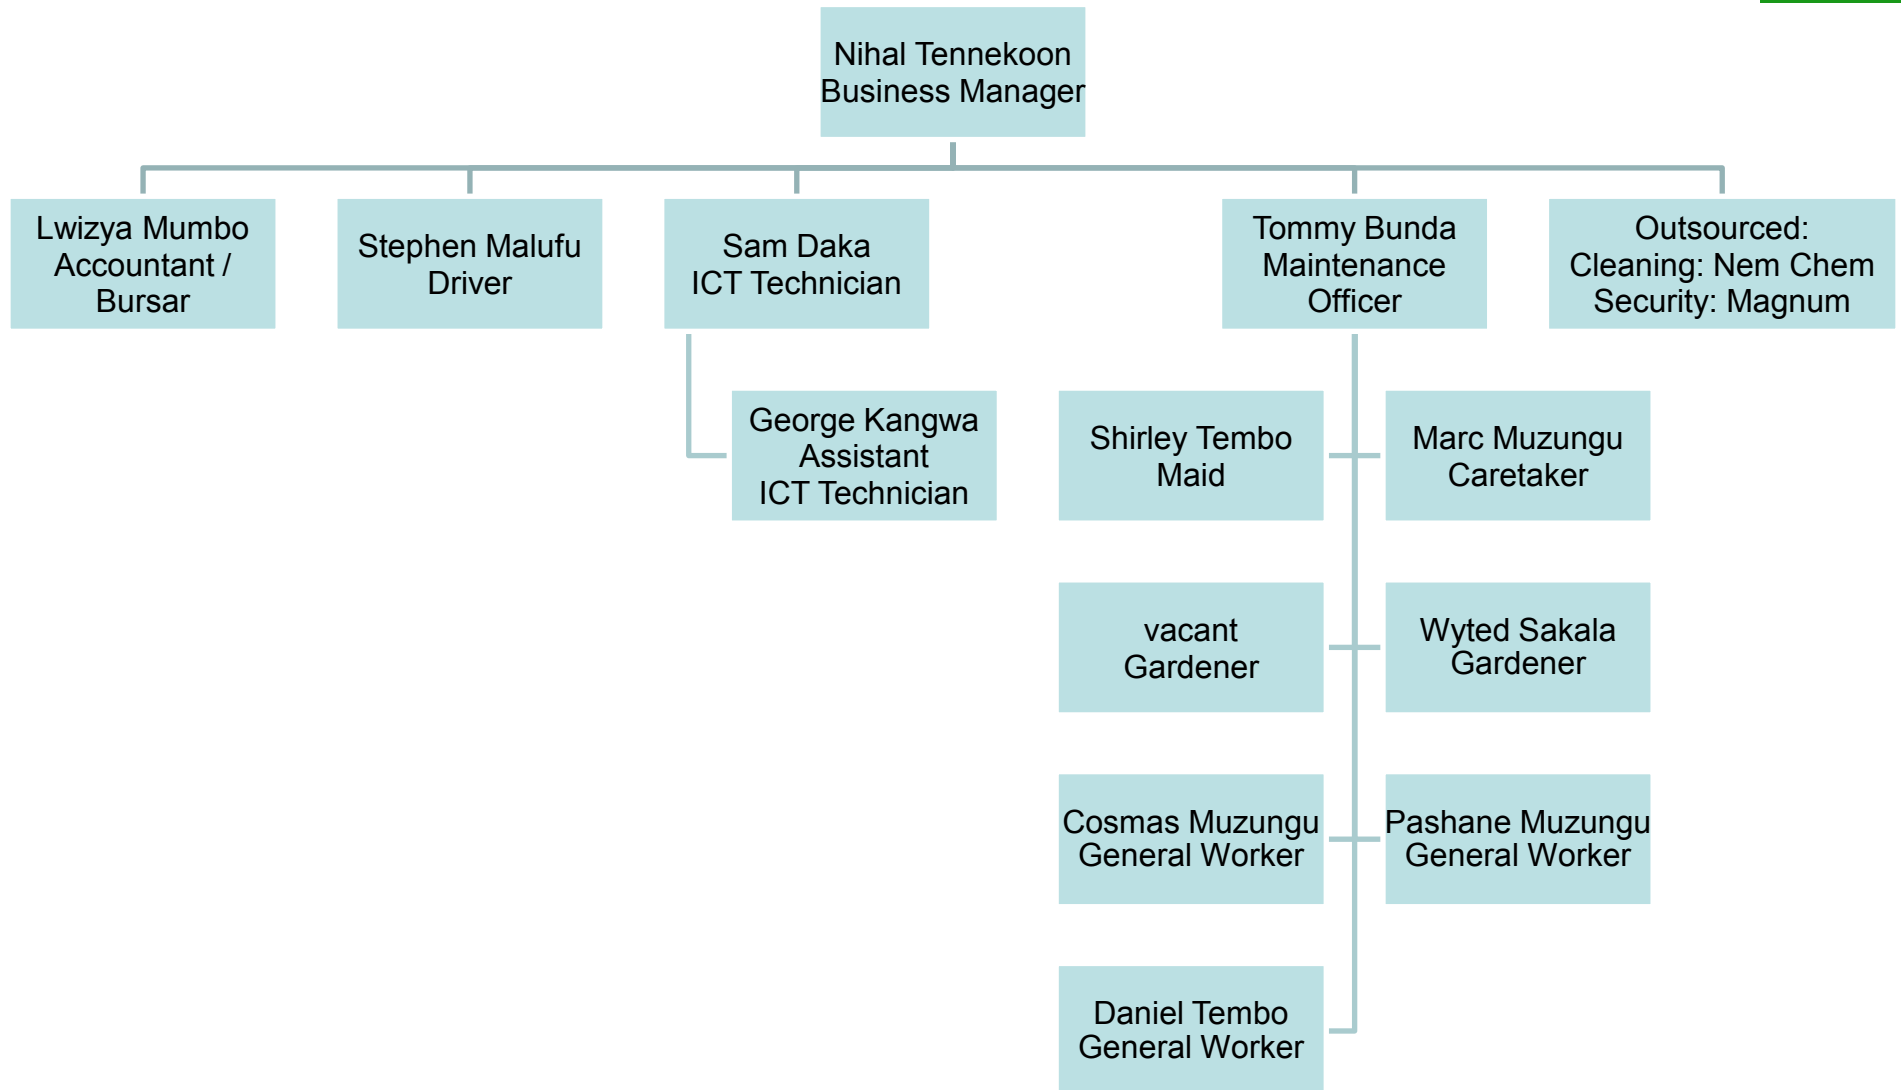 Nihal Tennekoon
Business Manager
Lwizya Mumbo
Accountant /
Bursar
Stephen Malufu
Driver
Sam Daka
ICT Technician
Tommy Bunda
Maintenance
Officer
Outsourced:
Cleaning: Nem Chem
Security: Magnum
George Kangwa
Assistant
ICT Technician
Shirley Tembo
Maid
Marc Muzungu
Caretaker
vacant
Gardener
Wyted Sakala
Gardener
Cosmas Muzungu
General Worker
Pashane Muzungu
General Worker
Daniel Tembo
General Worker